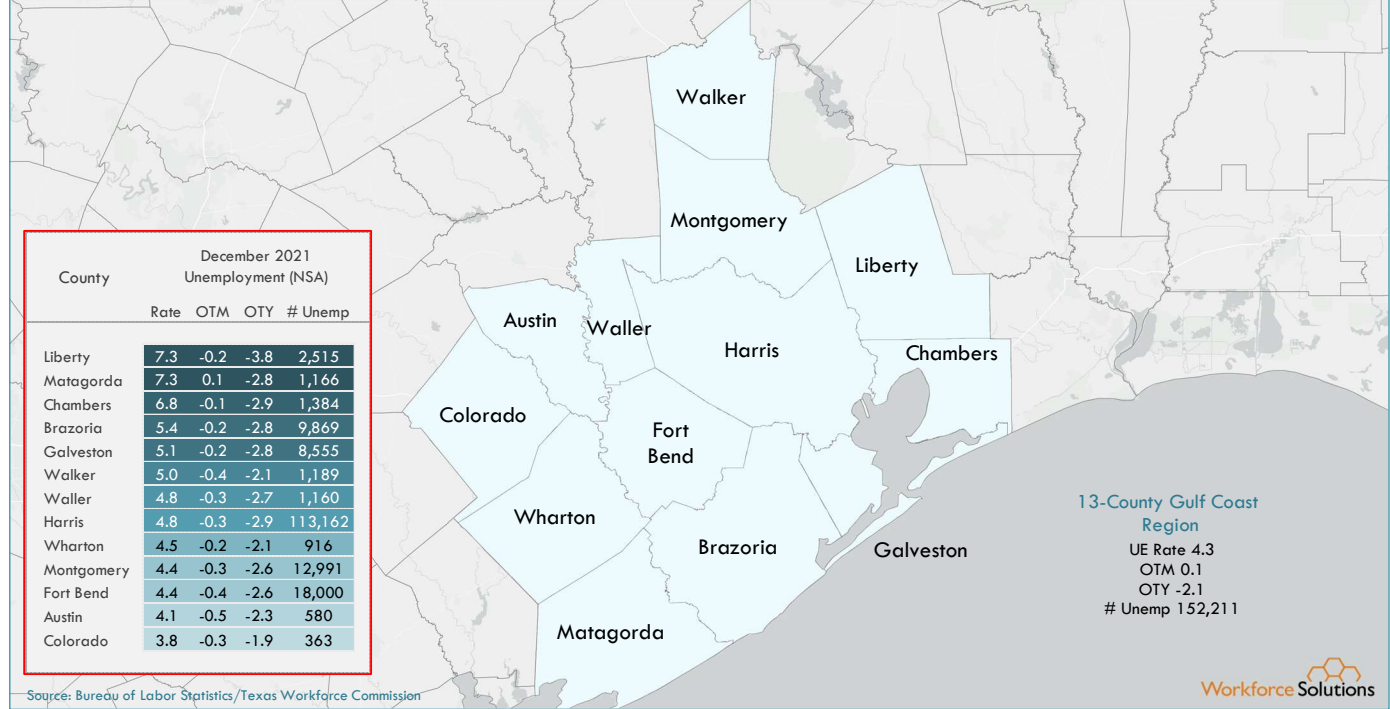 Walker
Montgomery
Liberty
Austin
Waller
Harris
Chambers
Colorado
Fort
Bend
Wharton
Brazoria
Galveston
Matagorda
County
December 2021
Unemployment (NSA)
Rate OTM OTY # Unemp
Liberty 7.3 -0.2 -3.8 2,515
Matagorda 7.3 0.1 -2.8 1,166
Chambers 6.8 -0.1 -2.9 1,384
Brazoria 5.4 -0.2 -2.8 9,869
Galveston 5.1 -0.2 -2.8 8,555
Walker 5.0 -0.4 -2.1 1,189
Waller 4.8 -0.3 -2.7 1,160
Harris 4.8 -0.3 -2.9 113,162
Wharton 4.5 -0.2 -2.1 916
Montgomery 4.4 -0.3 -2.6 12,991
Fort Bend 4.4 -0.4 -2.6 18,000
Austin 4.1 -0.5 -2.3 580
Colorado 3.8 -0.3 -1.9 363
13-County Gulf Coast
Region
UE Rate 4.3
OTM 0.1
OTY -2.1
# Unemp 152,211
Source: Bureau of Labor Statistics/Texas Workforce Commission
Workforce Solutions